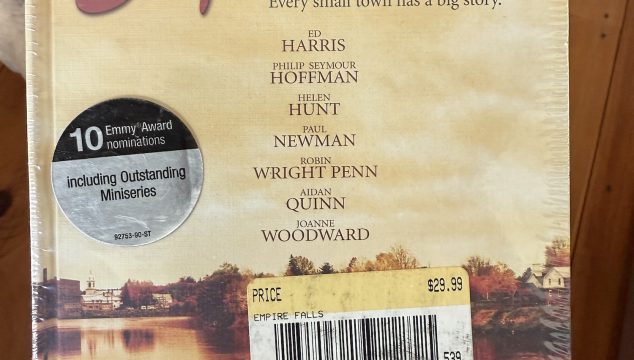 Every small town has a big story.
ED
HARRIS
PHILIP SEYMOUR
HOFFMAN
HELEN
HUNT
PAUL
NEWMAN
ROBIN
WRIGHT PENN
AIDAN
QUINN
JOANNE
WOODWARD
10 Emmy Award
nominations
including Outstanding
Miniseries
92753-90-ST
PRICE $29.99
EMPIRE FALLS
539